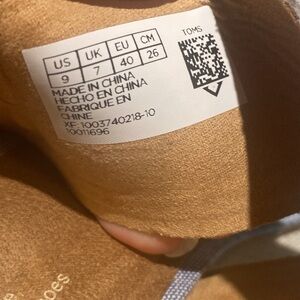 US UK EU CM
9 7 40 26
TOMS
MADE IN CHINA
HECHO EN CHINA
FABRIQUE EN
CHINE
XF:1003740218-10
10011696
oes